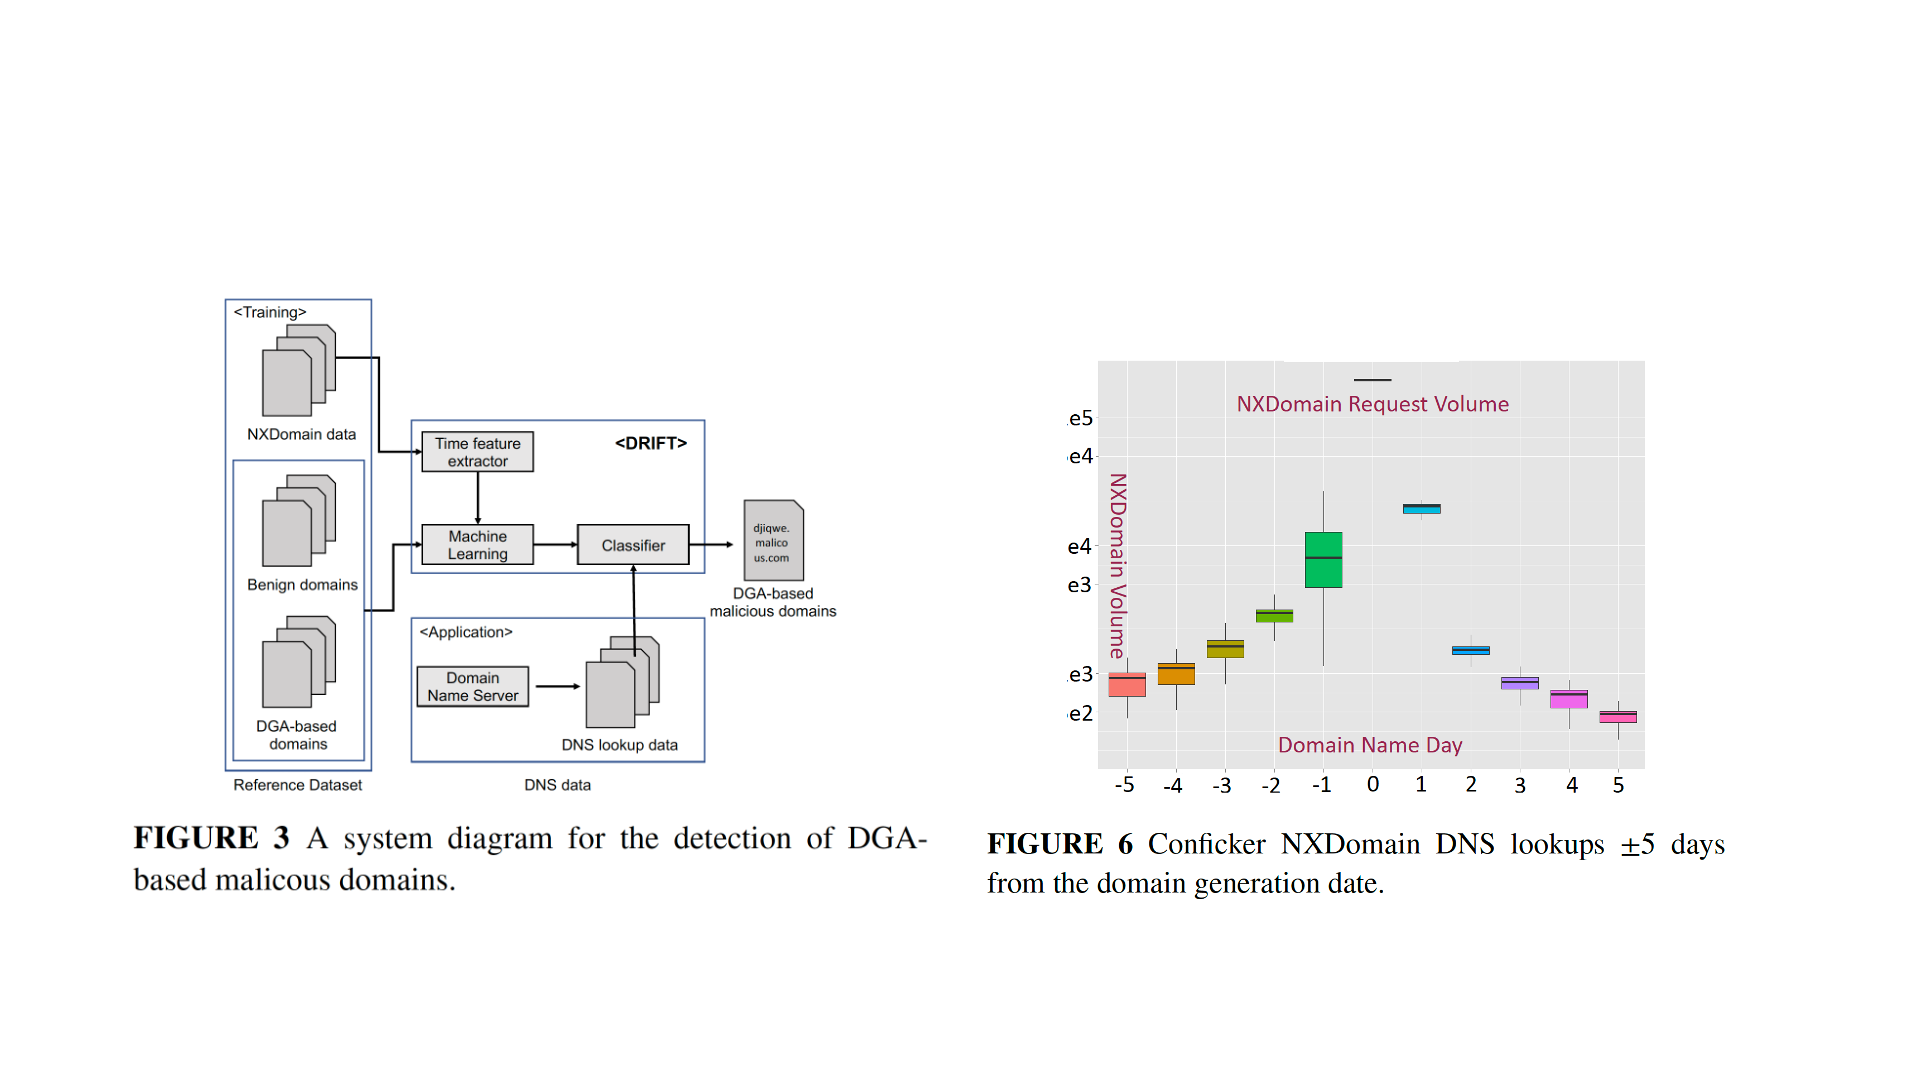 <Training>
NXDomain data
Benign domains
DGA-based
domains
Reference Dataset
Time feature
extractor
<DRIFT>
Machine
Learning
Classifier
djiqwe.
malico
us.com
DGA-based
malicious domains
<Application>
Domain
Name Server
DNS lookup data
DNS data
FIGURE 3 A system diagram for the detection of DGA-
based malicous domains.
NXDomain Request Volume
e5
e4
e4
e3
e3
e2
NXDomain Volume
Domain Name Day
-5 -4 -3 -2 -1 0 1 2 3 4 5
FIGURE 6 Conficker NXDomain DNS lookups ±5 days
from the domain generation date.